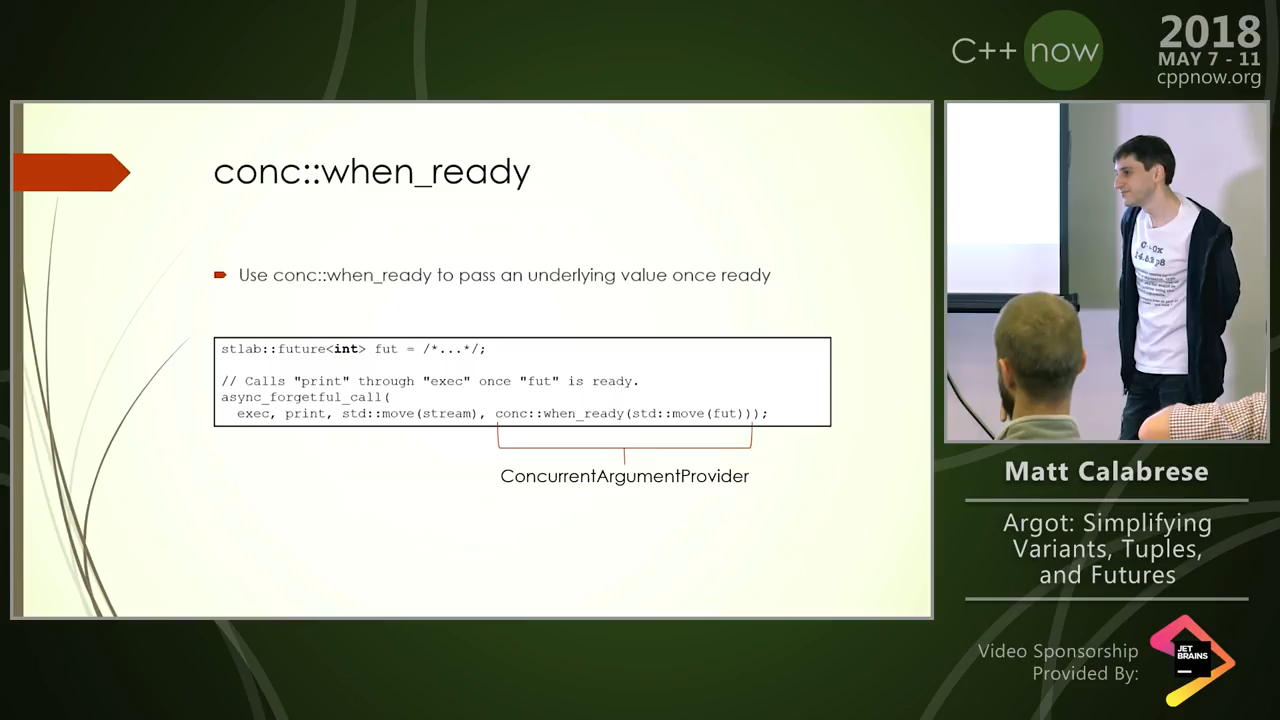 C++ now
2018
MAY 7 - 11
cppnow.org
conc::when_ready
Use conc::when_ready to pass an underlying value once ready
stlab::future<int> fut = /*...*/;
// Calls "print" through "exec" once "fut" is ready.
async_forgetful_call(
exec, print, std::move(stream), conc::when_ready(std::move(fut)));
ConcurrentArgumentProvider
Matt Calabrese
Argot: Simplifying
Variants, Tuples,
and Futures
Video Sponsorship
Provided By:
JET
BRAINS